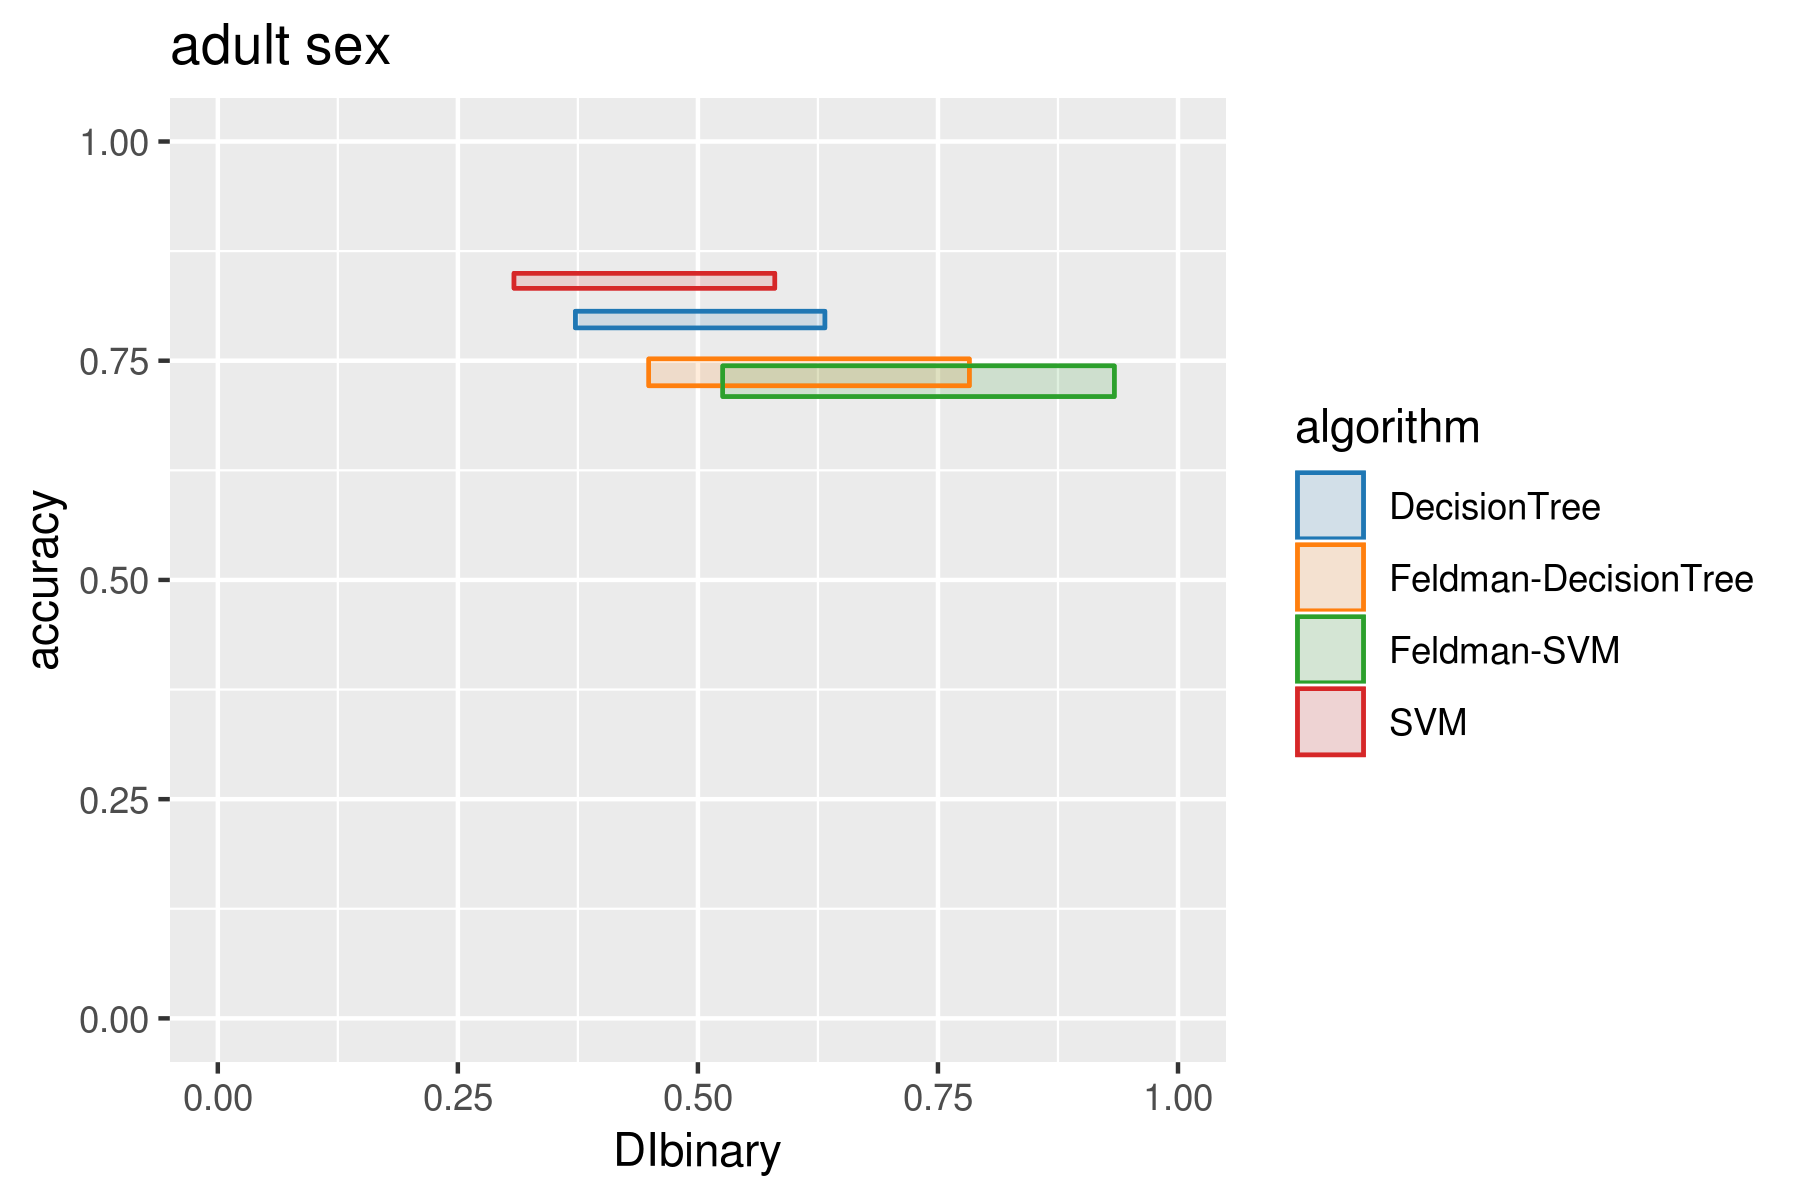 adult sex
1.00
0.75
0.50
0.25
0.00
accuracy
0.00 0.25 0.50 0.75 1.00
DIbinary
algorithm
DecisionTree
Feldman-DecisionTree
Feldman-SVM
SVM